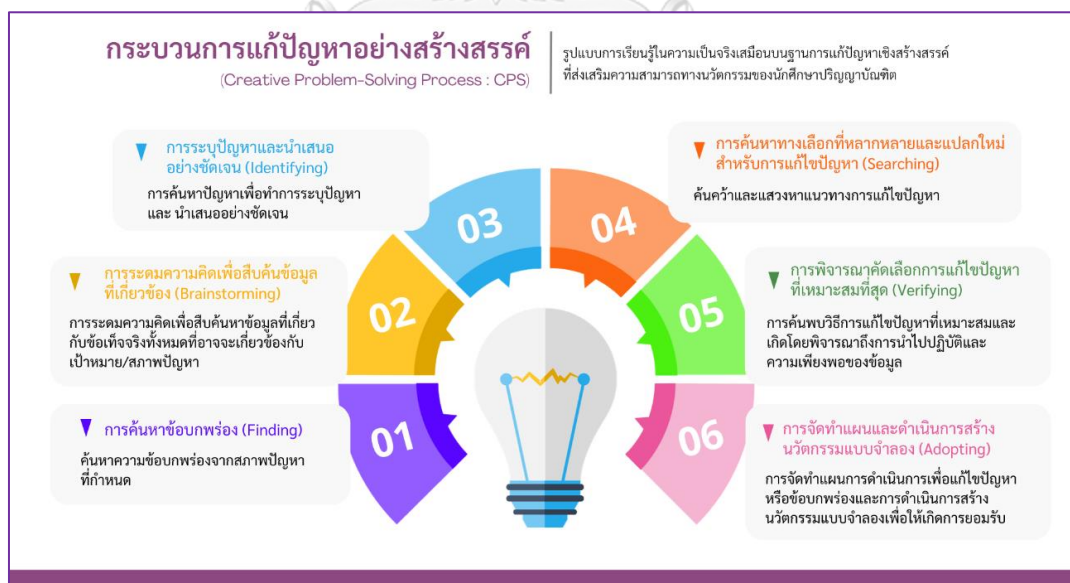 กระบวนการแก้ปัญหาอย่างสร้างสรรค์
(Creative Problem-Solving Process : CPS)
รูปแบบการเรียนรู้ในความเป็นจริงเสมือนบนฐานการแก้ปัญหาเชิงสร้างสรรค์
ที่ส่งเสริมความสามารถทางนวัตกรรมของนักศึกษาปริญญาบัณฑิต
01
การค้นหาข้อบกพร่อง (Finding)
ค้นหาความข้อบกพร่องจากสภาพปัญหา
ที่กำหนด
02
การระดมความคิดเพื่อสืบค้นข้อมูล
ที่เกี่ยวข้อง (Brainstorming)
การระดมความคิดเพื่อสืบค้นหาข้อมูลที่เกี่ยว
กับข้อเท็จจริงทั้งหมดที่อาจจะเกี่ยวข้องกับ
เป้าหมาย/สภาพปัญหา
03
การระบุปัญหาและนำเสนอ
อย่างชัดเจน (Identifying)
การค้นหาปัญหาเพื่อทำการระบุปัญหา
และ นำเสนออย่างชัดเจน
04
การค้นหาทางเลือกที่หลากหลายและแปลกใหม่
สำหรับการแก้ไขปัญหา (Searching)
ค้นคว้าและแสวงหาแนวทางการแก้ไขปัญหา
05
การพิจารณาคัดเลือกการแก้ไขปัญหา
ที่เหมาะสมที่สุด (Verifying)
การค้นพบวิธีการแก้ไขปัญหาที่เหมาะสมและ
เกิดโดยพิจารณาถึงการนำไปปฏิบัติและ
ความเพียงพอของข้อมูล
06
การจัดทำแผนและดำเนินการสร้าง
นวัตกรรมแบบจำลอง (Adopting)
การจัดทำแผนการดำเนินการเพื่อแก้ไขปัญหา
หรือข้อบกพร่องและการดำเนินการสร้าง
นวัตกรรมแบบจำลองเพื่อให้เกิดการยอมรับ